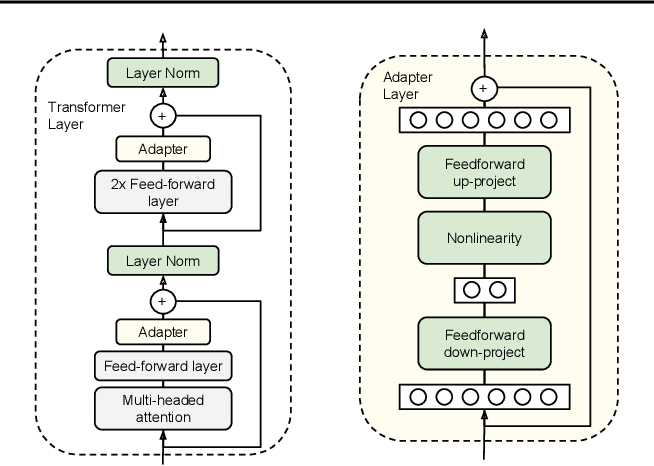 Layer Norm
Transformer
Layer
+
Adapter
2x Feed-forward
layer
Layer Norm
+
Adapter
Feed-forward layer
Multi-headed
attention
Adapter
Layer
+
Feedforward
up-project
Nonlinearity
Feedforward
down-project